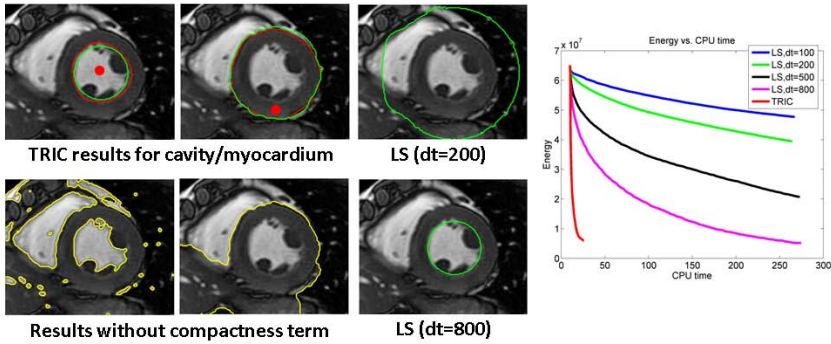 TRIC results for cavity/myocardium
LS (dt=200)
Results without compactness term
LS (dt=800)
Energy vs. CPU time
x 10^7
7
6
5
4
3
2
1
0
Energy
LS,dt=100
LS,dt=200
LS,dt=500
LS,dt=800
TRIC
0 50 100 150 200 250 300
CPU time